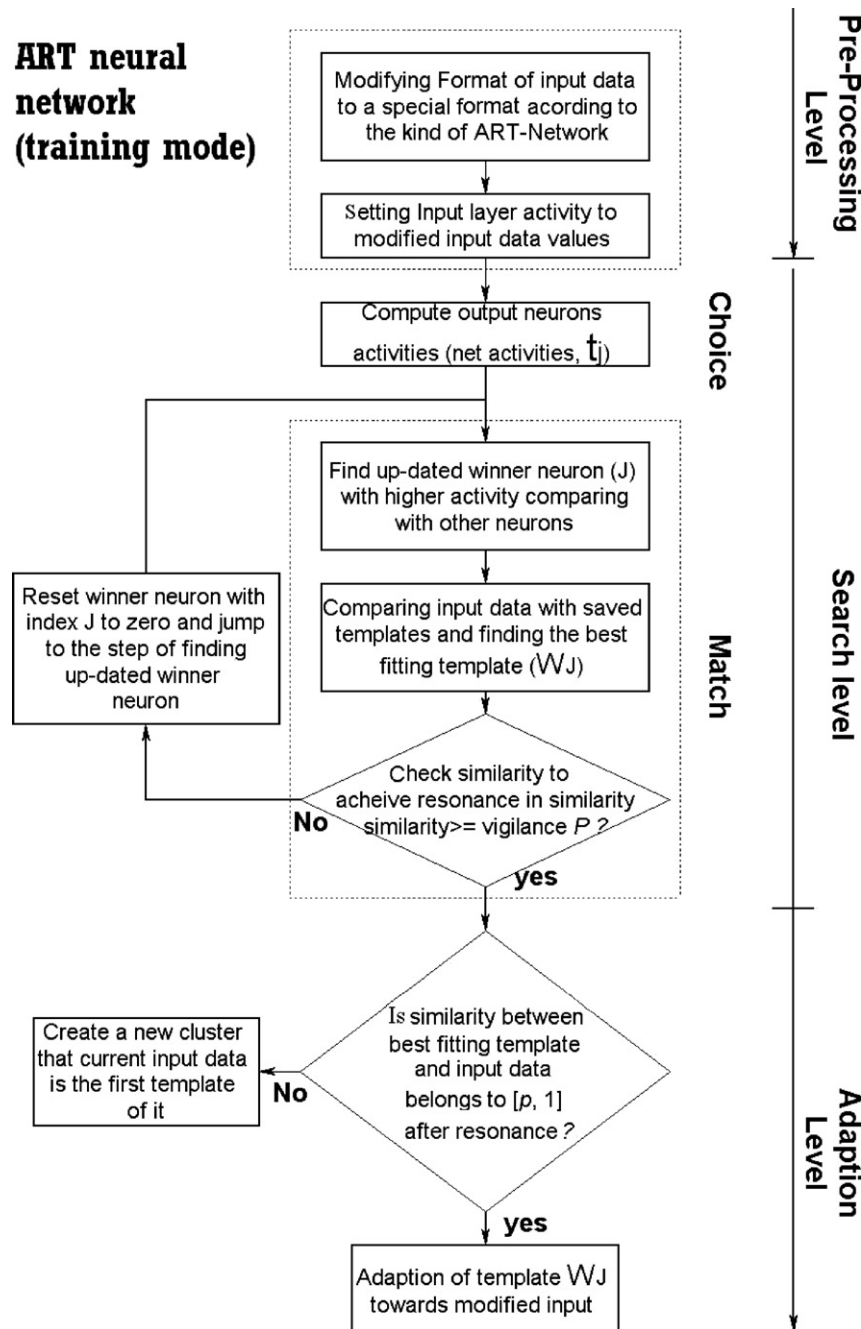 ART neural
network
(training mode)
Modifying Format of input data
to a special format acording to
the kind of ART-Network
Setting Input layer activity to
modified input data values
Pre-Processing
Level
Compute output neurons
activities (net activities, tj)
Choice
Find up-dated winner neuron (J)
with higher activity comparing
with other neurons
Reset winner neuron with
index J to zero and jump
to the step of finding
up-dated winner
neuron
Comparing input data with saved
templates and finding the best
fitting template (WJ)
Match
Search level
Check similarity to
acheive resonance in similarity
similarity>= vigilance P ?
No
yes
Is similarity between
best fitting template
and input data
belongs to [p, 1]
after resonance ?
No
Create a new cluster
that current input data
is the first template
of it
Adaption
Level
yes
Adaption of template WJ
towards modified input